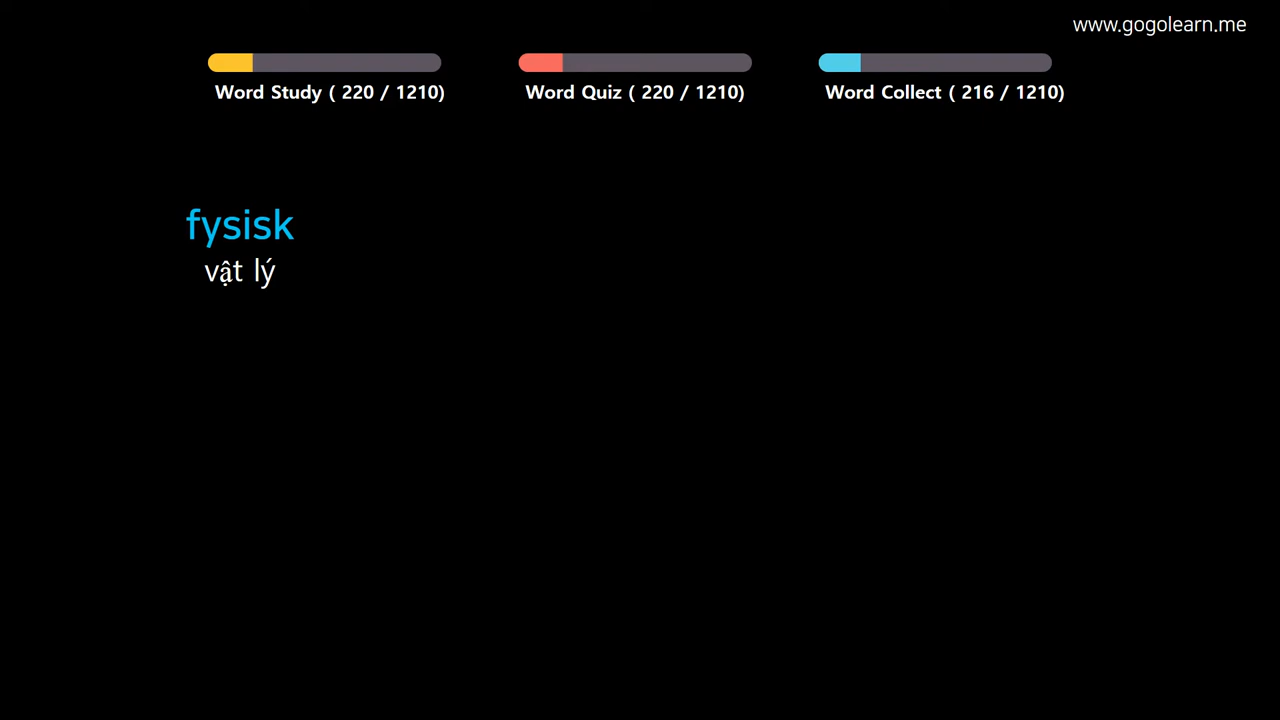 www.gogolearn.me
Word Study ( 220 / 1210)
Word Quiz ( 220 / 1210)
Word Collect ( 216 / 1210)
fysisk
vật lý